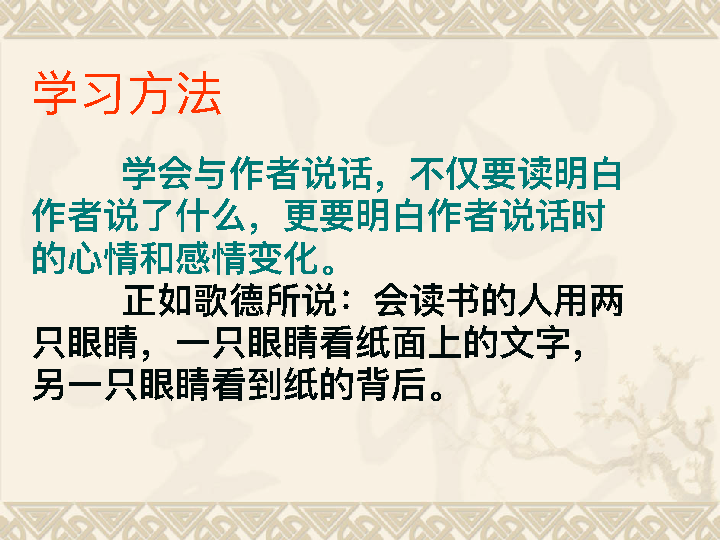 学习方法
学会与作者说话，不仅要读明白
作者说了什么，更要明白作者说话时
的心情和感情变化。
正如歌德所说：会读书的人用两
只眼睛，一只眼睛看纸面上的文字，
另一只眼睛看到纸的背后。